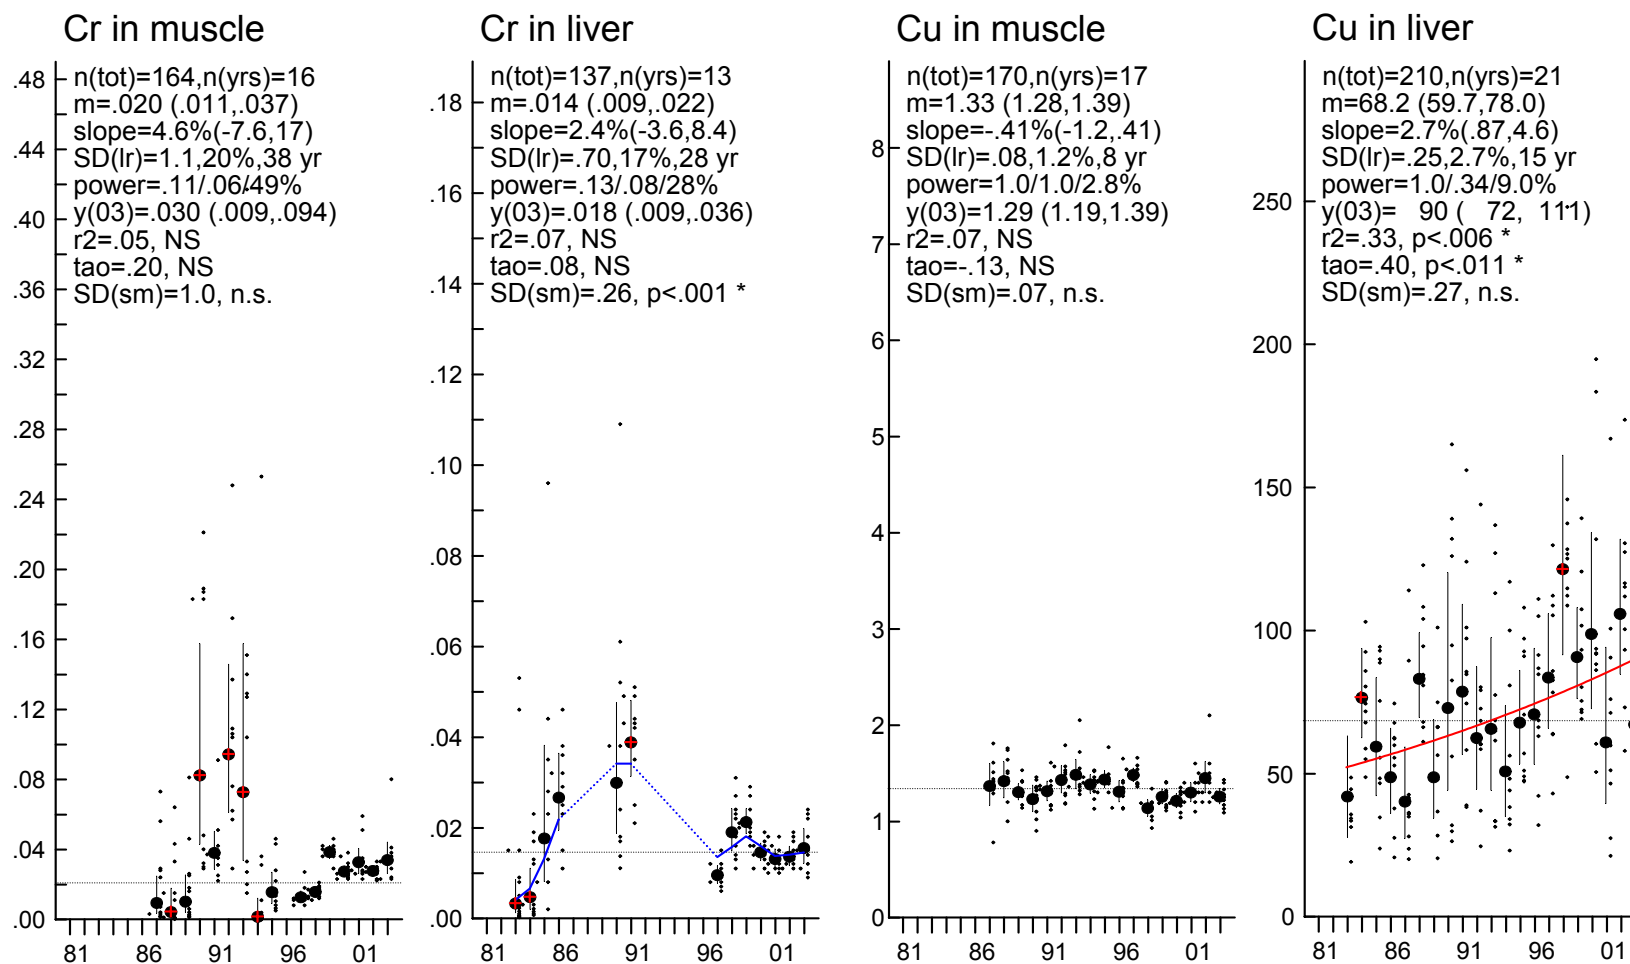 Cr in muscle
n(tot)=164,n(yrs)=16
m=.020 (.011,.037)
slope=4.6%(-7.6,17)
SD(lr)=1.1,20%,38 yr
power=.11/.06/49%
y(03)=.030 (.009,.094)
r2=.05, NS
tao=.20, NS
SD(sm)=1.0, n.s.
.48
.44
.40
.36
.32
.28
.24
.20
.16
.12
.08
.04
.00
81 86 91 96 01
Cr in liver
n(tot)=137,n(yrs)=13
m=.014 (.009,.022)
slope=2.4%(-3.6,8.4)
SD(lr)=.70,17%,28 yr
power=.13/.08/28%
y(03)=.018 (.009,.036)
r2=.07, NS
tao=.08, NS
SD(sm)=.26, p<.001 *
.18
.16
.14
.12
.10
.08
.06
.04
.02
.00
81 86 91 96 01
Cu in muscle
n(tot)=170,n(yrs)=17
m=1.33 (1.28,1.39)
slope=-.41%(-1.2,.41)
SD(lr)=.08,1.2%,8 yr
power=1.0/1.0/2.8%
y(03)=1.29 (1.19,1.39)
r2=.07, NS
tao=-.13, NS
SD(sm)=.07, n.s.
8
7
6
5
4
3
2
1
0
81 86 91 96 01
Cu in liver
n(tot)=210,n(yrs)=21
m=68.2 (59.7,78.0)
slope=2.7%(.87,4.6)
SD(lr)=.25,2.7%,15 yr
power=1.0/.34/9.0%
y(03)= 90 ( 72, 111)
r2=.33, p<.006 *
tao=.40, p<.011 *
SD(sm)=.27, n.s.
250
200
150
100
50
0
81 86 91 96 01